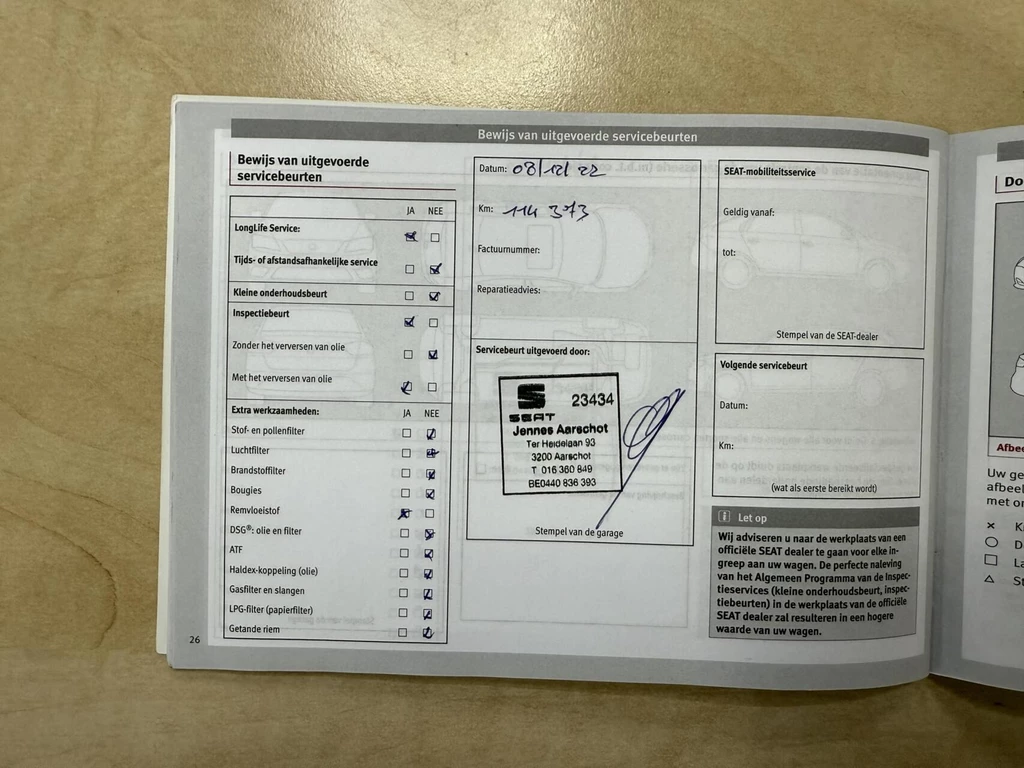 Bewijs van uitgevoerde servicebeurten
Bewijs van uitgevoerde
servicebeurten
JA NEE
LongLife Service:
Tijds- of afstandsafhankelijke service
Kleine onderhoudsbeurt
Inspectiebeurt
Zonder het verversen van olie
Met het verversen van olie
Extra werkzaamheden: JA NEE
Stof- en pollenfilter
Luchtfilter
Brandstoffilter
Bougies
Remvloeistof
DSG®: olie en filter
ATF
Haldex-koppeling (olie)
Gasfilter en slangen
LPG-filter (papierfilter)
Getande riem
26
Datum: 08/12/22
Km: 114 373
Factuurnummer:
Reparatieadvies:
Servicebeurt uitgevoerd door:
23434
SEAT
Jennes Aarschot
Ter Heidelaan 93
3200 Aarschot
T 016 360 849
BE0440 836 393
Stempel van de garage
SEAT-mobiliteitsservice
Geldig vanaf:
tot:
Stempel van de SEAT-dealer
Volgende servicebeurt
Datum:
Km:
(wat als eerste bereikt wordt)
i Let op
Wij adviseren u naar de werkplaats van een
officiële SEAT dealer te gaan voor elke in-
greep aan uw wagen. De perfecte naleving
van het Algemeen Programma van de Inspec-
tieservices (kleine onderhoudsbeurt, inspec-
tiebeurten) in de werkplaats van de officiële
SEAT dealer zal resulteren in een hogere
waarde van uw wagen.
Do
Afbee
Uw ge
afbeel
met o
K
D
La
St